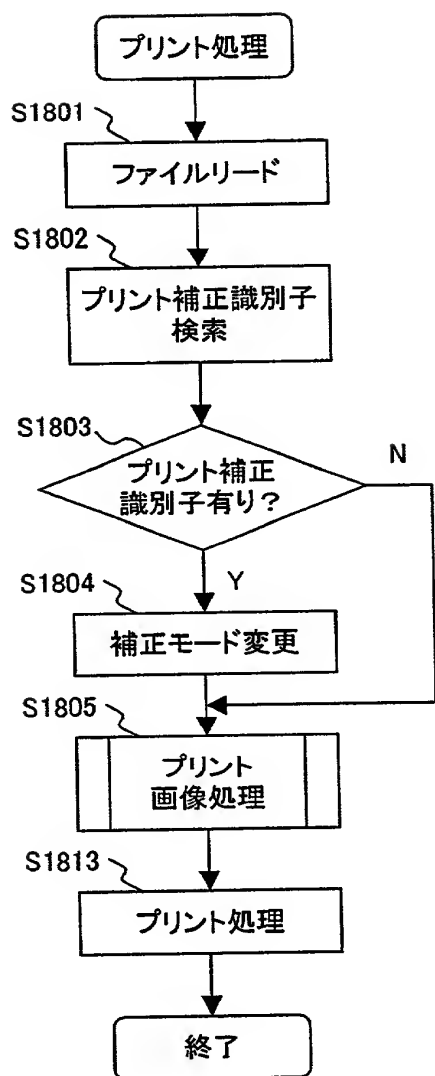 プリント処理
S1801
ファイルリード
S1802
プリント補正識別子
検索
S1803
プリント補正
識別子有り？
N
Y
S1804
補正モード変更
S1805
プリント
画像処理
S1813
プリント処理
終了